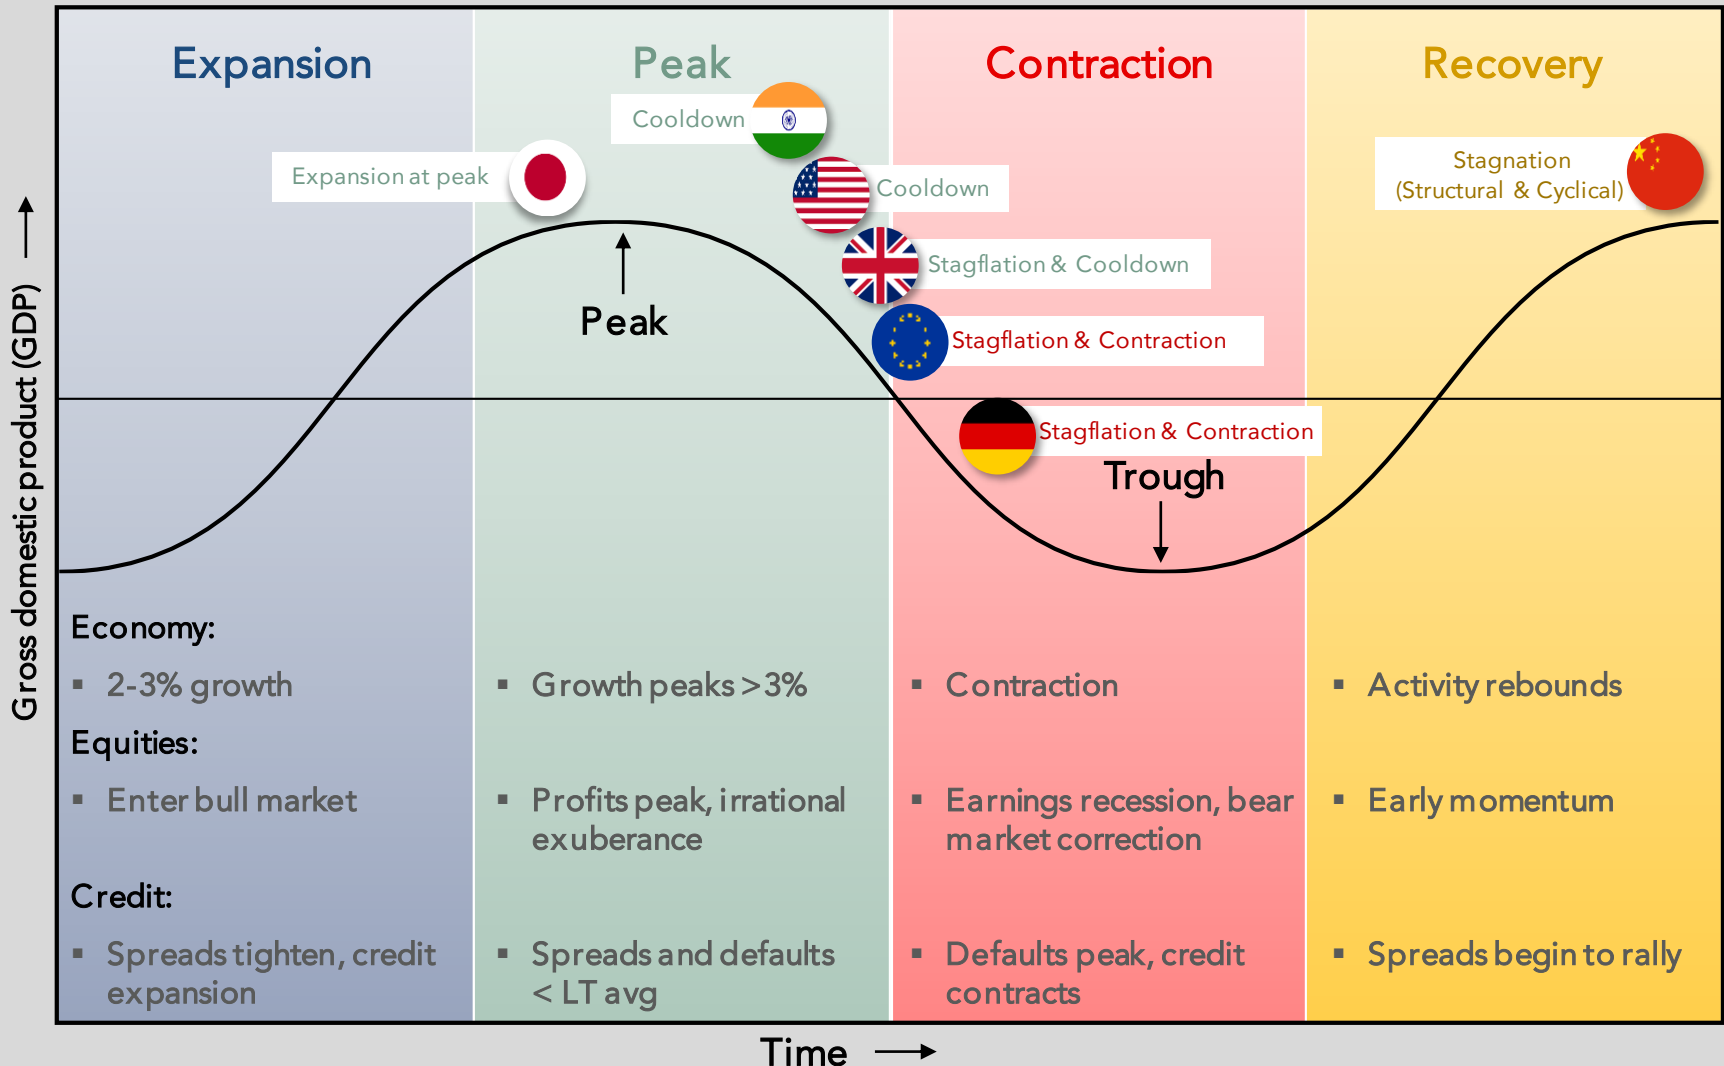 Expansion
Peak
Contraction
Recovery
Cooldown
Expansion at peak
Cooldown
Stagnation
(Structural & Cyclical)
Stagflation & Cooldown
Peak
Stagflation & Contraction
Stagflation & Contraction
Trough
Gross domestic product (GDP)
Economy:
▪ 2-3% growth
▪ Growth peaks >3%
▪ Contraction
▪ Activity rebounds
Equities:
▪ Enter bull market
▪ Profits peak, irrational
exuberance
▪ Earnings recession, bear
market correction
▪ Early momentum
Credit:
▪ Spreads tighten, credit
expansion
▪ Spreads and defaults
< LT avg
▪ Defaults peak, credit
contracts
▪ Spreads begin to rally
Time